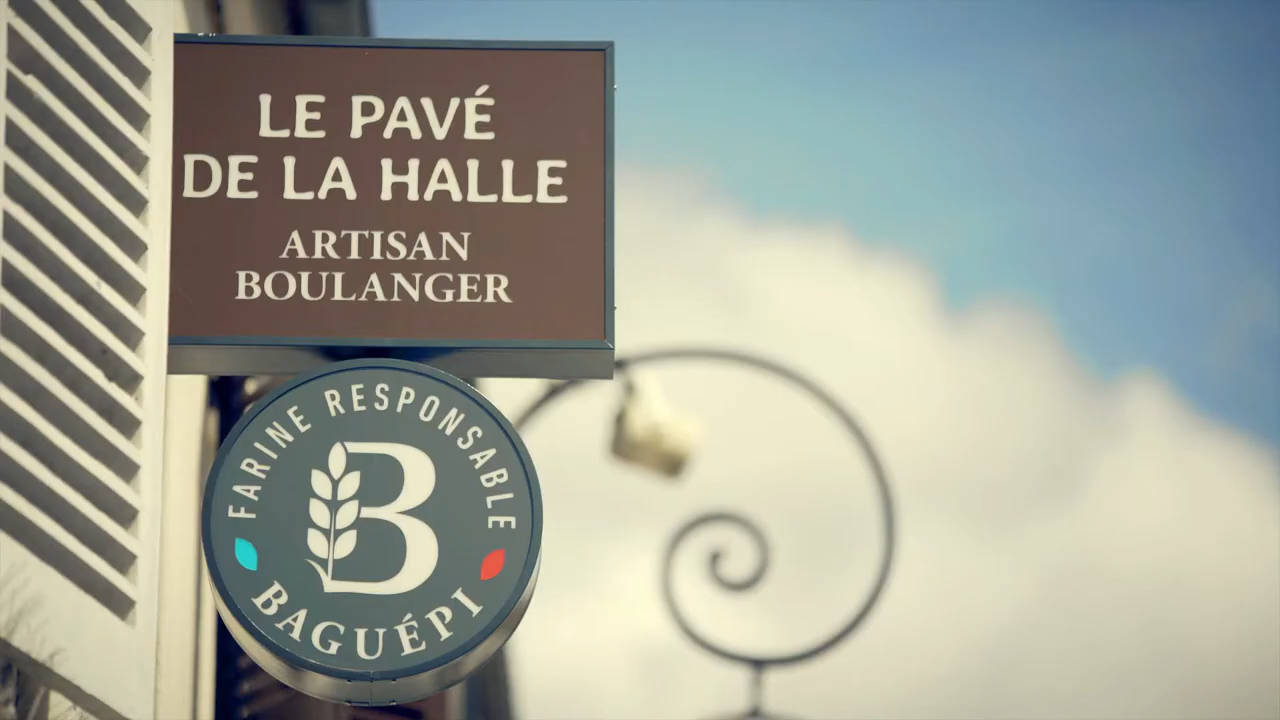 LE PAVÉ
DE LA HALLE
ARTISAN
BOULANGER
FARINE RESPONSABLE
B
BAGUÉPI